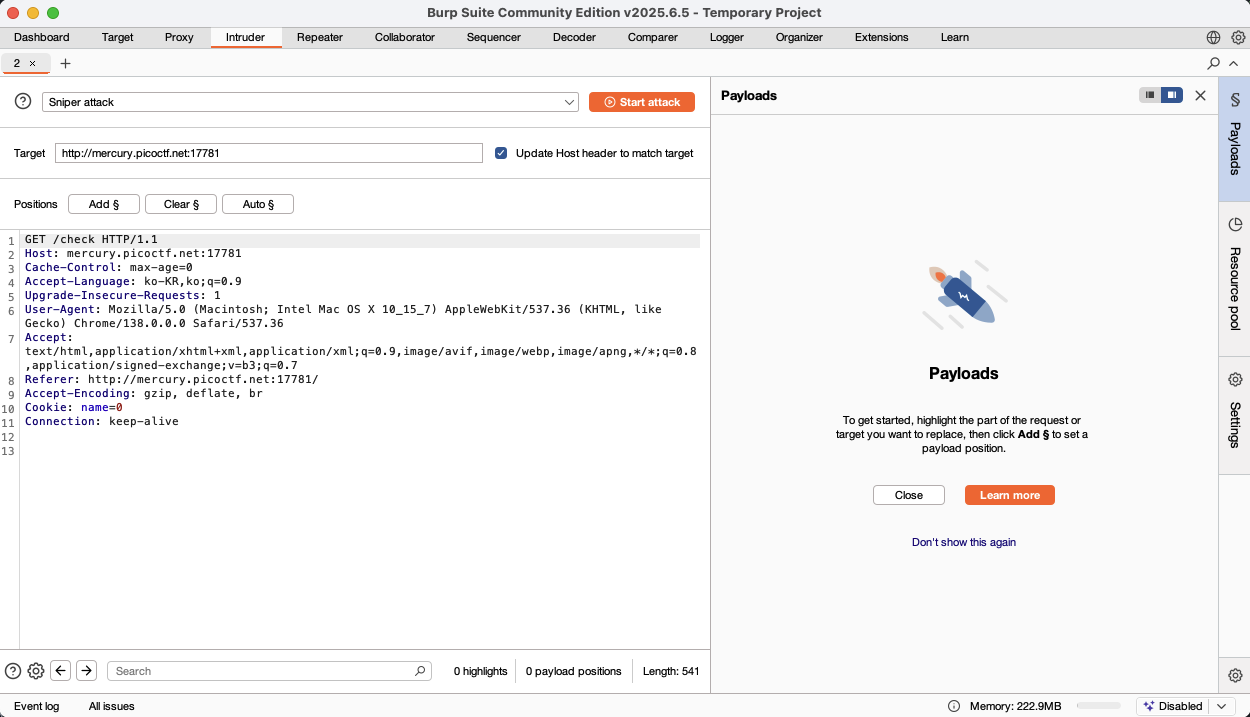 Burp Suite Community Edition v2025.6.5 - Temporary Project
Dashboard Target Proxy Intruder Repeater Collaborator Sequencer Decoder Comparer Logger Organizer Extensions Learn
2 × +
Sniper attack Start attack
Target http://mercury.picoctf.net:17781 Update Host header to match target
Positions Add § Clear § Auto §
1 GET /check HTTP/1.1
2 Host: mercury.picoctf.net:17781
3 Cache-Control: max-age=0
4 Accept-Language: ko-KR,ko;q=0.9
5 Upgrade-Insecure-Requests: 1
6 User-Agent: Mozilla/5.0 (Macintosh; Intel Mac OS X 10_15_7) AppleWebKit/537.36 (KHTML, like
Gecko) Chrome/138.0.0.0 Safari/537.36
7 Accept:
text/html,application/xhtml+xml,application/xml;q=0.9,image/avif,image/webp,image/apng,*/*;q=0.8
,application/signed-exchange;v=b3;q=0.7
8 Referer: http://mercury.picoctf.net:17781/
9 Accept-Encoding: gzip, deflate, br
10 Cookie: name=0
11 Connection: keep-alive
12
13
Search 0 highlights 0 payload positions Length: 541
Payloads
Payloads
To get started, highlight the part of the request or
target you want to replace, then click Add § to set a
payload position.
Close Learn more
Don't show this again
§ Payloads
Resource pool
Settings
Event log All issues Memory: 222.9MB Disabled